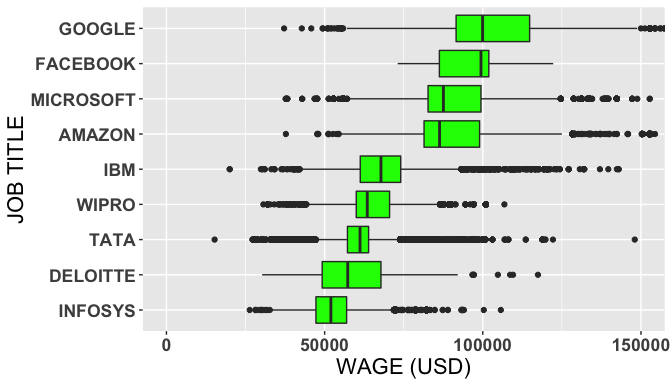 JOB TITLE
GOOGLE
FACEBOOK
MICROSOFT
AMAZON
IBM
WIPRO
TATA
DELOITTE
INFOSYS
0 50000 100000 150000
WAGE (USD)